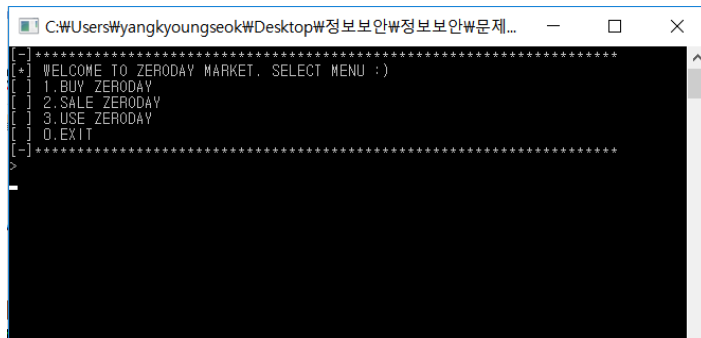 C:₩Users₩yangkyoungseok₩Desktop₩정보보안₩정보보안₩문제...
[-]*********************************************************************
[*] WELCOME TO ZERODAY MARKET. SELECT MENU :)
[ ] 1.BUY ZERODAY
[ ] 2.SALE ZERODAY
[ ] 3.USE ZERODAY
[ ] 0.EXIT
[-]*********************************************************************
>